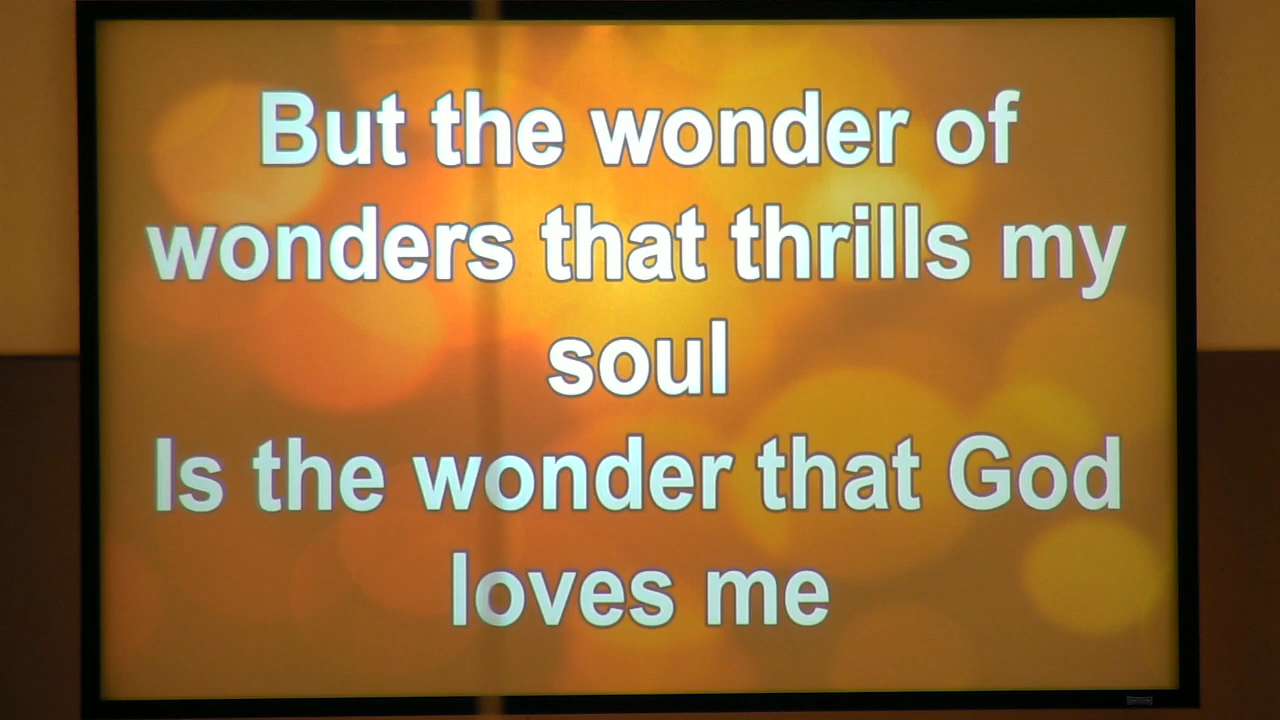 But the wonder of
wonders that thrills my
soul
Is the wonder that God
loves me